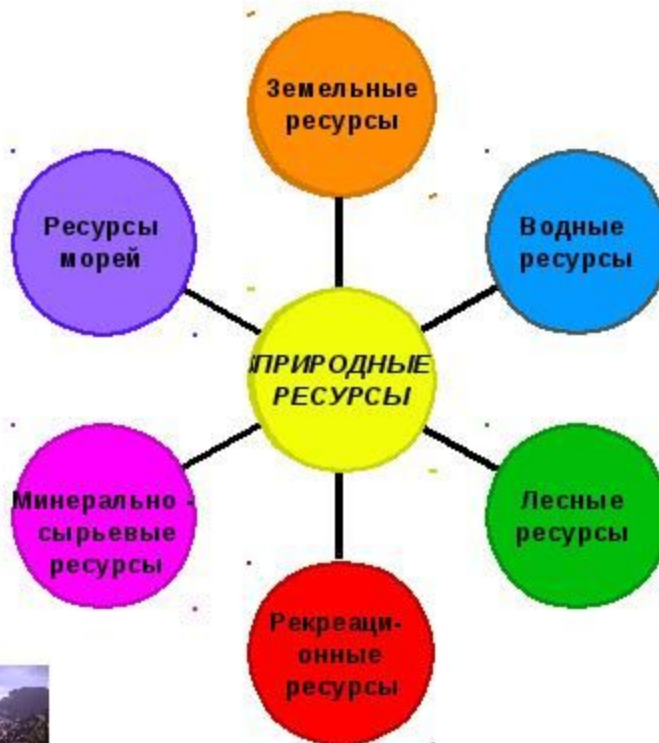 Земельные
ресурсы
Ресурсы
морей
Водные
ресурсы
ПРИРОДНЫЕ
РЕСУРСЫ
Минерально -
сырьевые
ресурсы
Лесные
ресурсы
Рекреаци-
онные
ресурсы